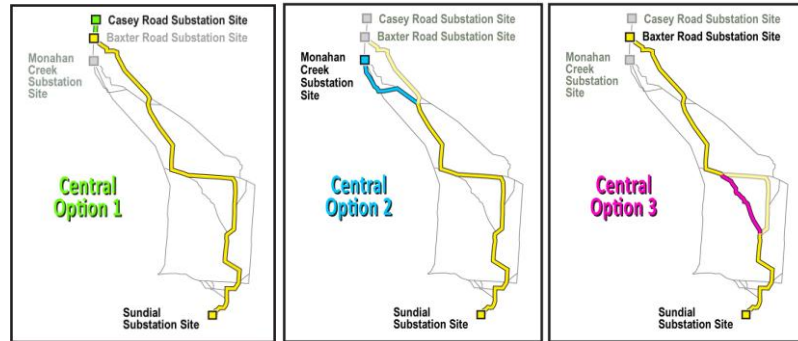 Casey Road Substation Site
Baxter Road Substation Site
Monahan
Creek
Substation
Site
Central
Option 1
Sundial
Substation Site
Casey Road Substation Site
Baxter Road Substation Site
Monahan
Creek
Substation
Site
Central
Option 2
Sundial
Substation Site
Casey Road Substation Site
Baxter Road Substation Site
Monahan
Creek
Substation
Site
Central
Option 3
Sundial
Substation Site